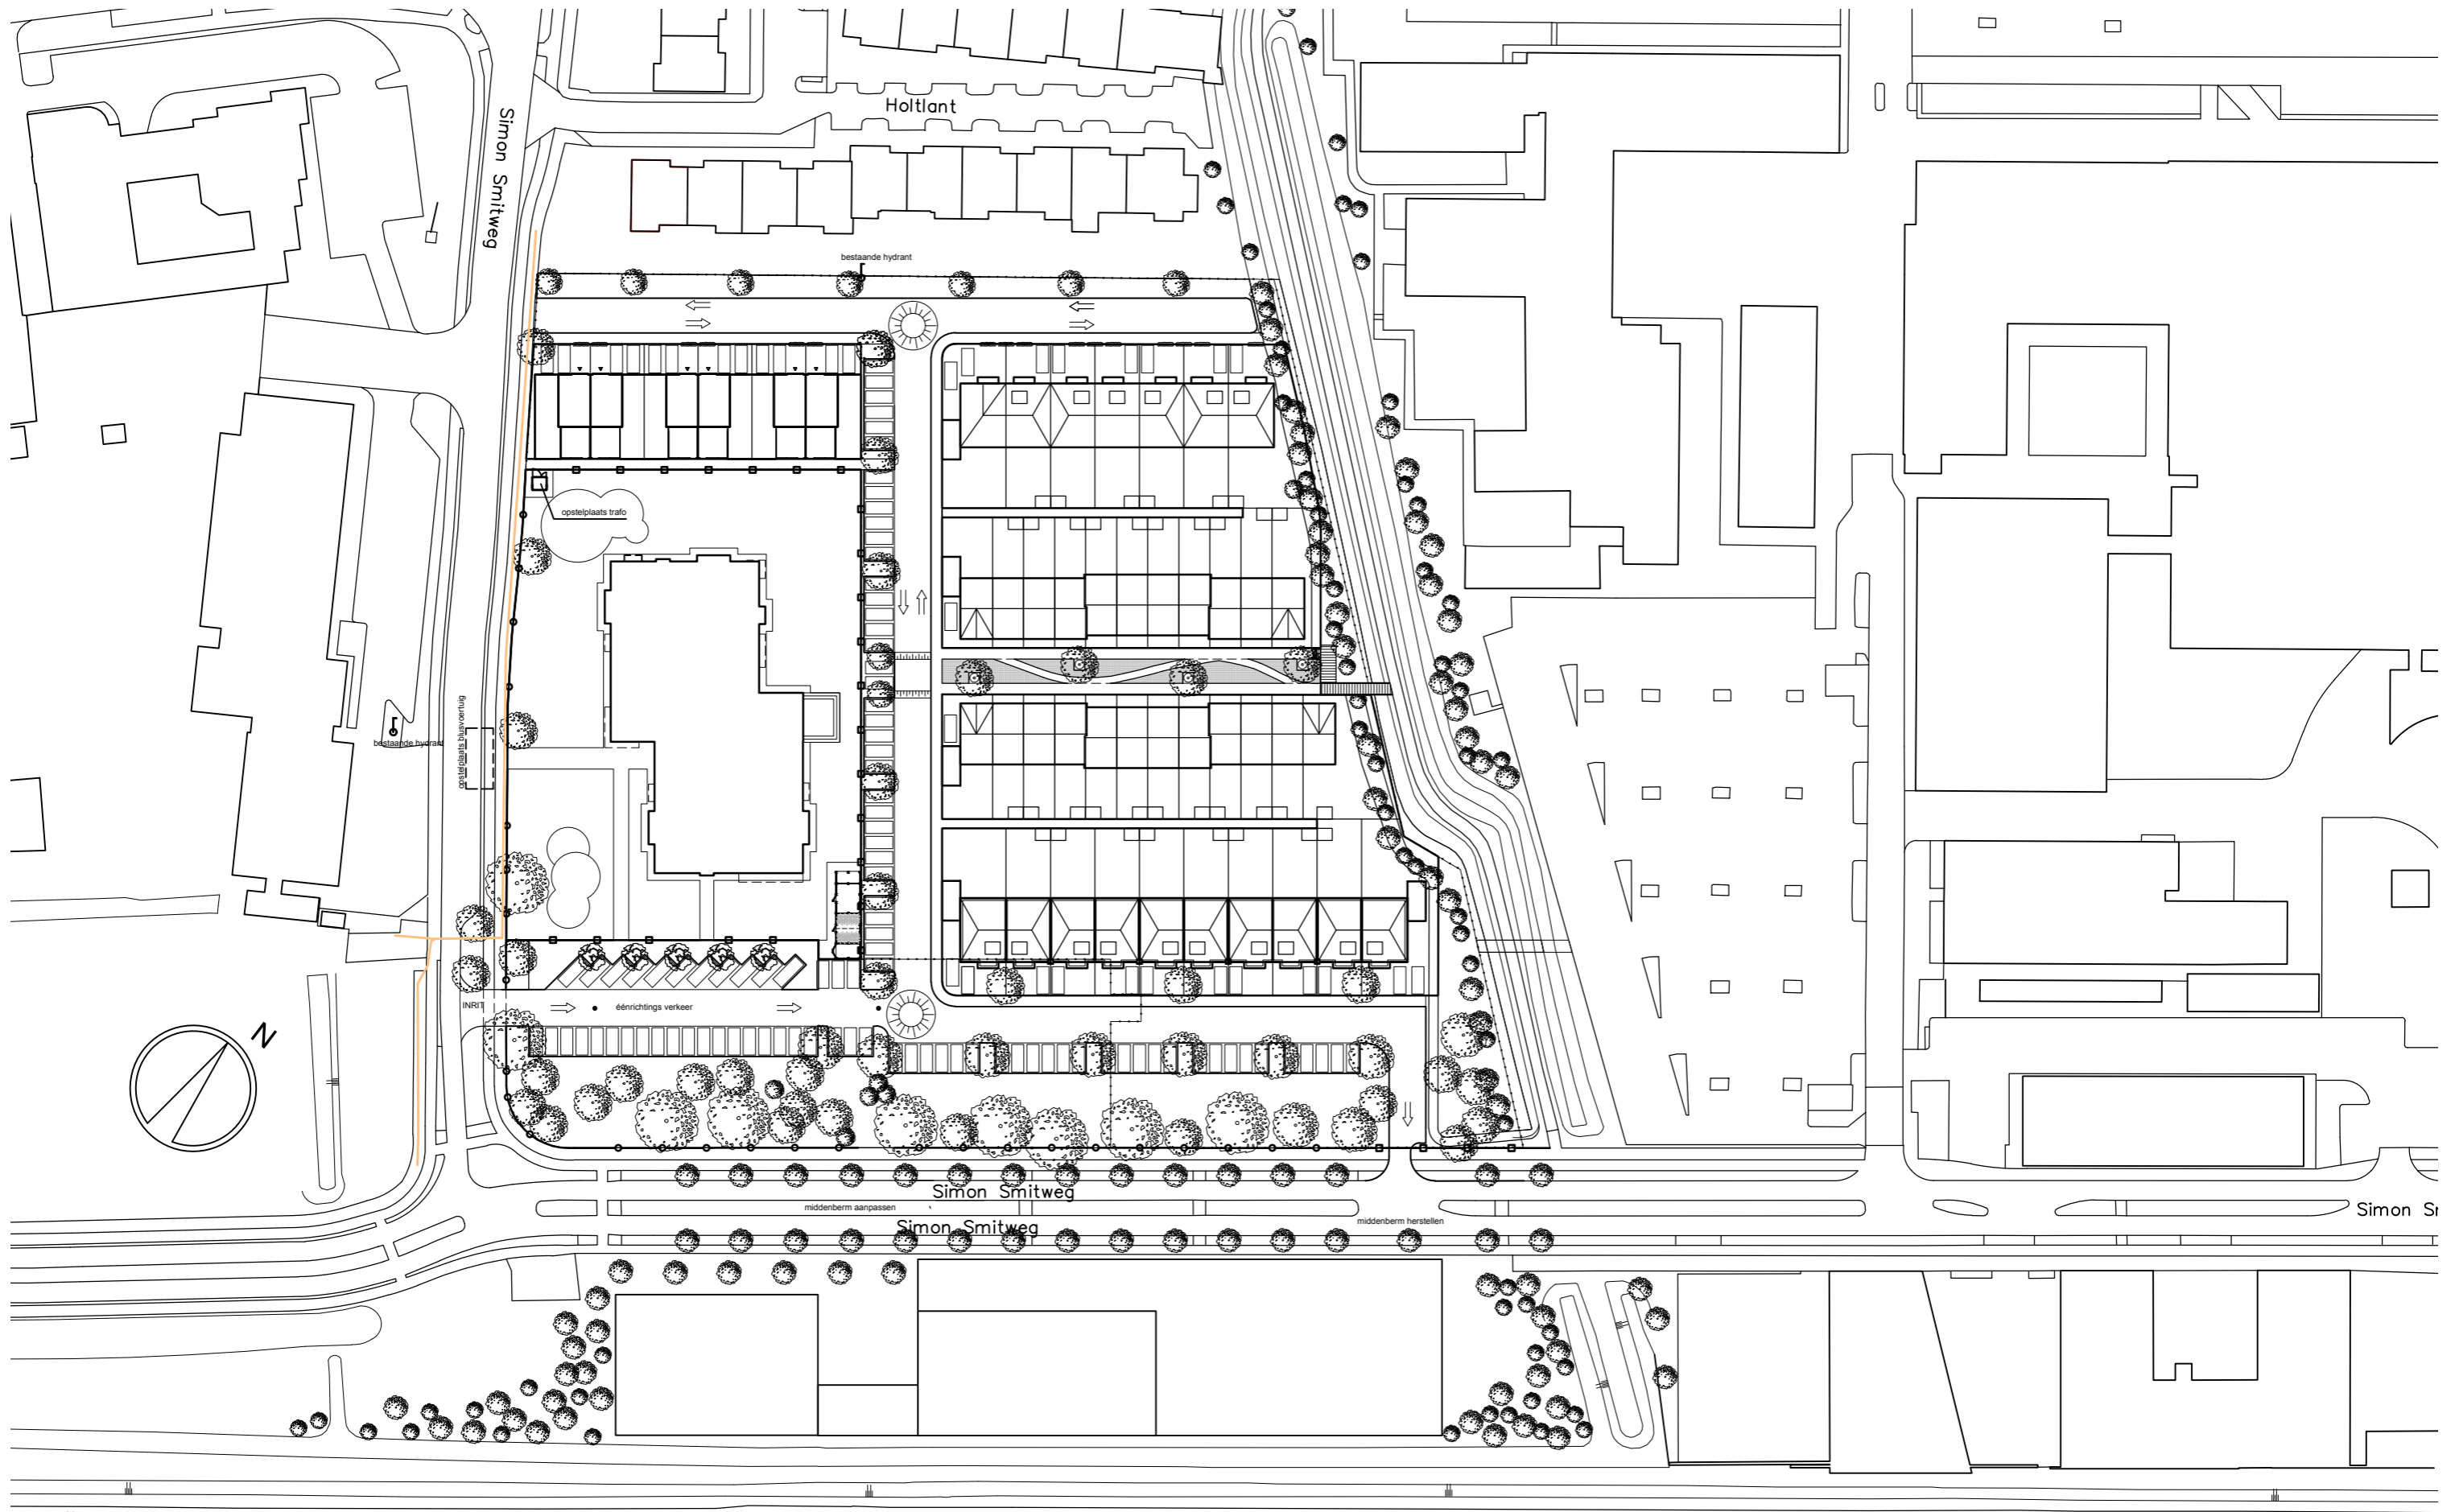 Holtlant
Simon Smitweg
bestaande hydrant
opstelplaats trafo
opstelplaats blusvoertuig
bestaande hydrant
INRIT
éénrichtings verkeer
N
Simon Smitweg
middenberm aanpassen
Simon Smitweg
middenberm herstellen
Simon Sr